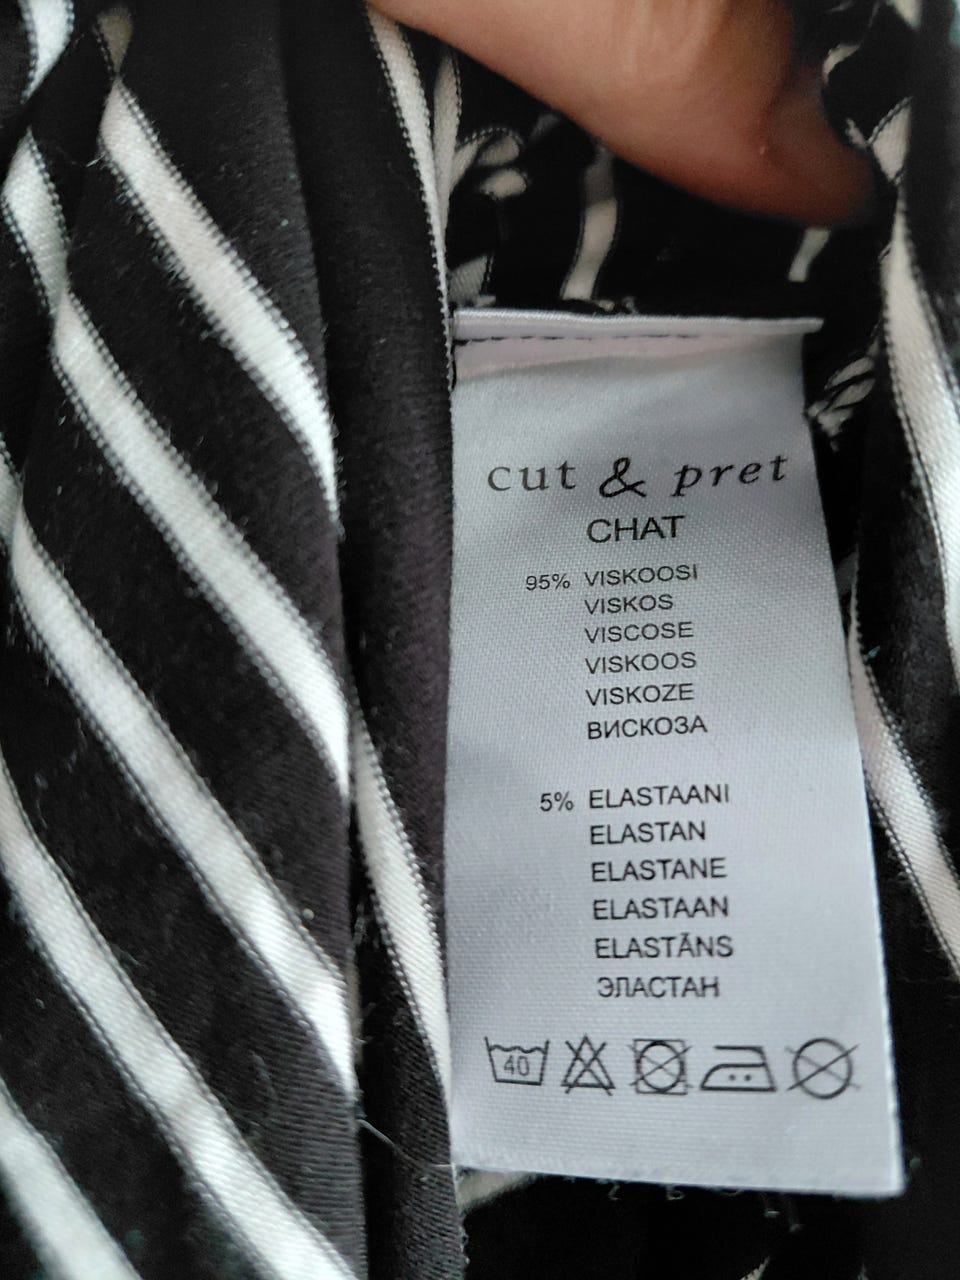 cut & pret
CHAT
95% VISKOOSI
VISKOS
VISCOSE
VISKOOS
VISKOZE
ВИСКОЗА
5% ELASTAANI
ELASTAN
ELASTANE
ELASTAAN
ELASTĀNS
ЭЛАСТАН
40